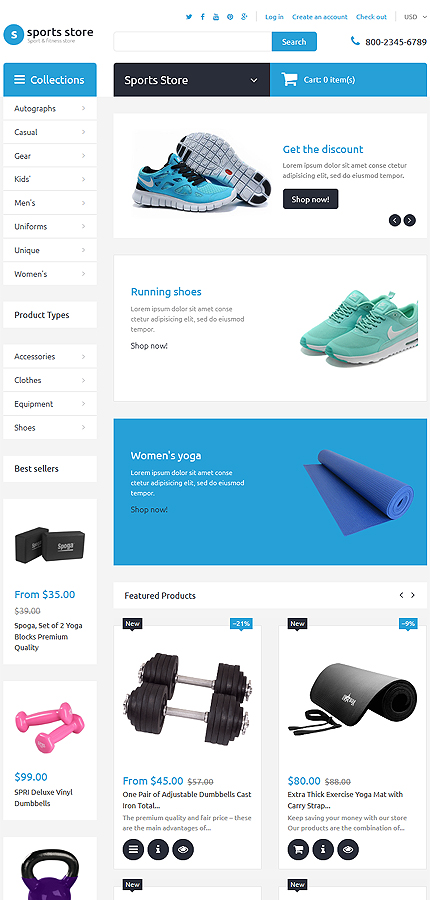 Log in Create an account Check out USD
S sports store
Sport & fitness store
Search
800-2345-6789
Collections
Sports Store
Cart: 0 item(s)
Autographs
Casual
Gear
Kids'
Men's
Uniforms
Unique
Women's
Product Types
Accessories
Clothes
Equipment
Shoes
Best sellers
Spoga
From $35.00
$39.00
Spoga, Set of 2 Yoga
Blocks Premium
Quality
$99.00
SPRI Deluxe Vinyl
Dumbbells
Get the discount
Lorem ipsum dolor sit amet conse ctetur
adipisicing elit, sed do eiusmod tempor.
Shop now!
Running shoes
Lorem ipsum dolor sit amet conse
ctetur adipisicing elit, sed do eiusmod
tempor.
Shop now!
Women's yoga
Lorem ipsum dolor sit amet conse
ctetur adipisicing elit, sed do eiusmod
tempor.
Shop now!
Featured Products
New
–21%
From $45.00 $57.00
One Pair of Adjustable Dumbbells Cast
Iron Total...
The premium quality and fair price – these
are the main advantages of...
New
–9%
$80.00 $88.00
Extra Thick Exercise Yoga Mat with
Carry Strap...
Keep saving your money with our store
Our products are the combination of...
New
New